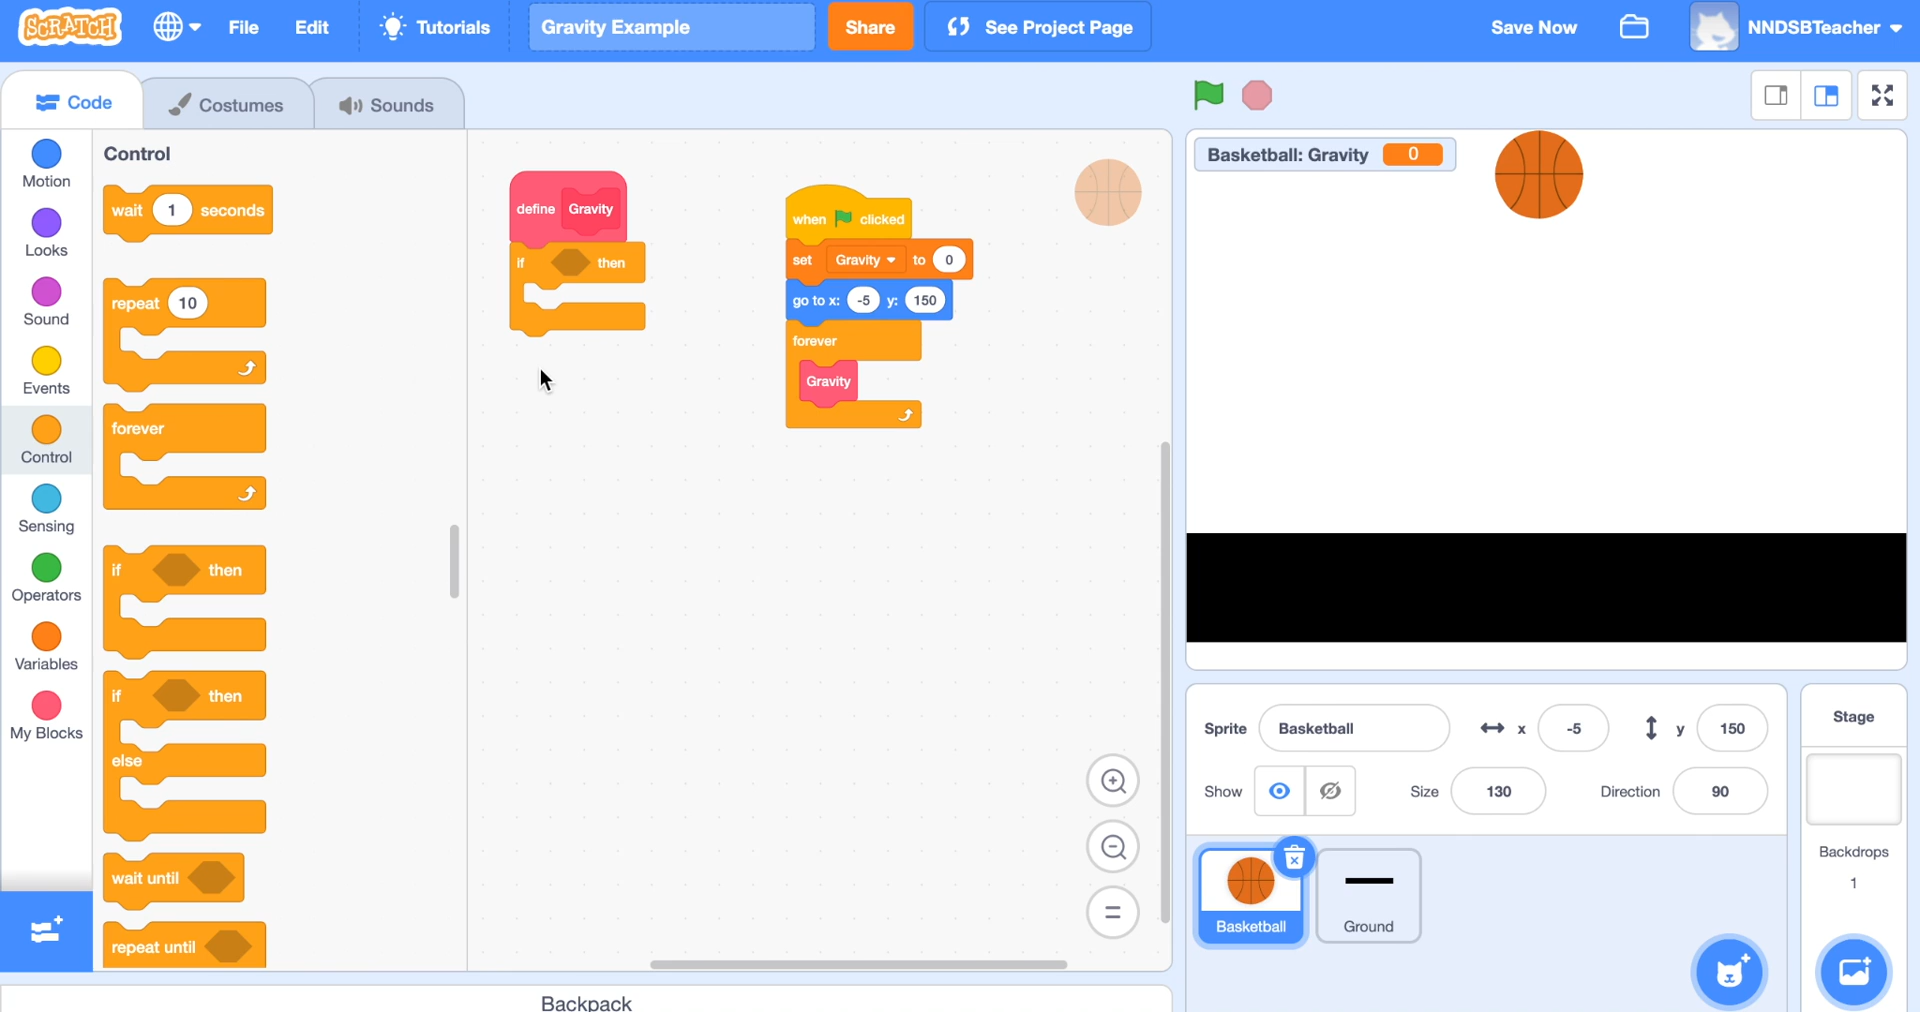 SCRATCH File Edit Tutorials Gravity Example Share See Project Page Save Now NNDSBTeacher
Code Costumes Sounds
Motion
Looks
Sound
Events
Control
Sensing
Operators
Variables
My Blocks
Control
wait 1 seconds
repeat 10
forever
if then
if then
else
wait until
repeat until
define Gravity
if then
when clicked
set Gravity to 0
go to x: -5 y: 150
forever
Gravity
Backpack
Basketball: Gravity 0
Sprite Basketball x -5 y 150
Show Size 130 Direction 90
Basketball
Ground
Stage
Backdrops
1